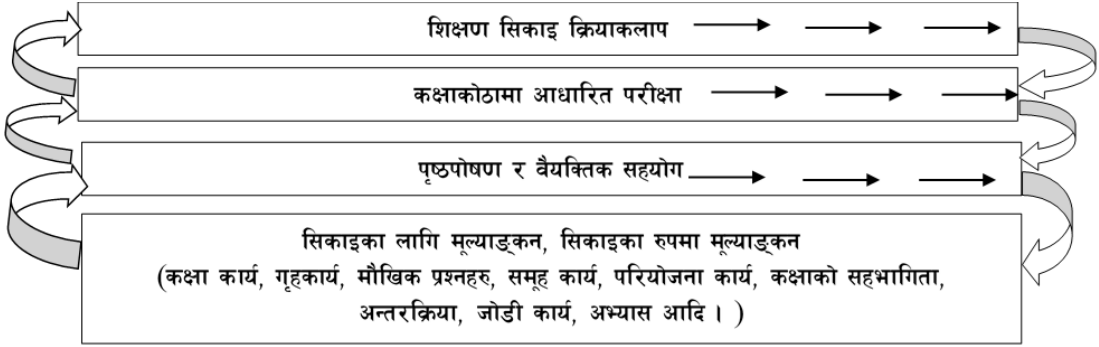 शिक्षण सिकाइ क्रियाकलाप
कक्षाकोठामा आधारित परीक्षा
पृष्ठपोषण र वैयक्तिक सहयोग
सिकाइका लागि मूल्याङ्कन, सिकाइका रुपमा मूल्याङ्कन
(कक्षा कार्य, गृहकार्य, मौखिक प्रश्नहरु, समूह कार्य, परियोजना कार्य, कक्षाको सहभागिता,
अन्तरक्रिया, जोडी कार्य, अभ्यास आदि । )